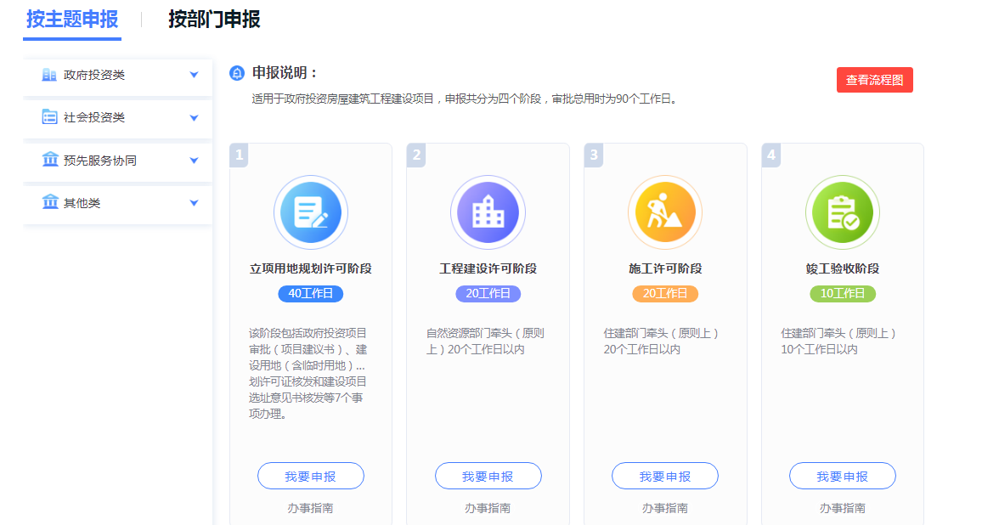 按主题申报
按部门申报
政府投资类
社会投资类
预先服务协同
其他类
申报说明：
查看流程图
适用于政府投资房屋建筑工程建设项目，申报共分为四个阶段，审批总用时为90个工作日。
1
立项用地规划许可阶段
40工作日
该阶段包括政府投资项目
审批（项目建议书）、建
设用地（含临时用地）...
划许可证核发和建设项目
选址意见书核发等7个事
项办理。
我要申报
办事指南
2
工程建设许可阶段
20工作日
自然资源部门牵头（原则
上）20个工作日以内
我要申报
办事指南
3
施工许可阶段
20工作日
住建部门牵头（原则上）
20个工作日以内
我要申报
办事指南
4
竣工验收阶段
10工作日
住建部门牵头（原则上）
10个工作日以内
我要申报
办事指南